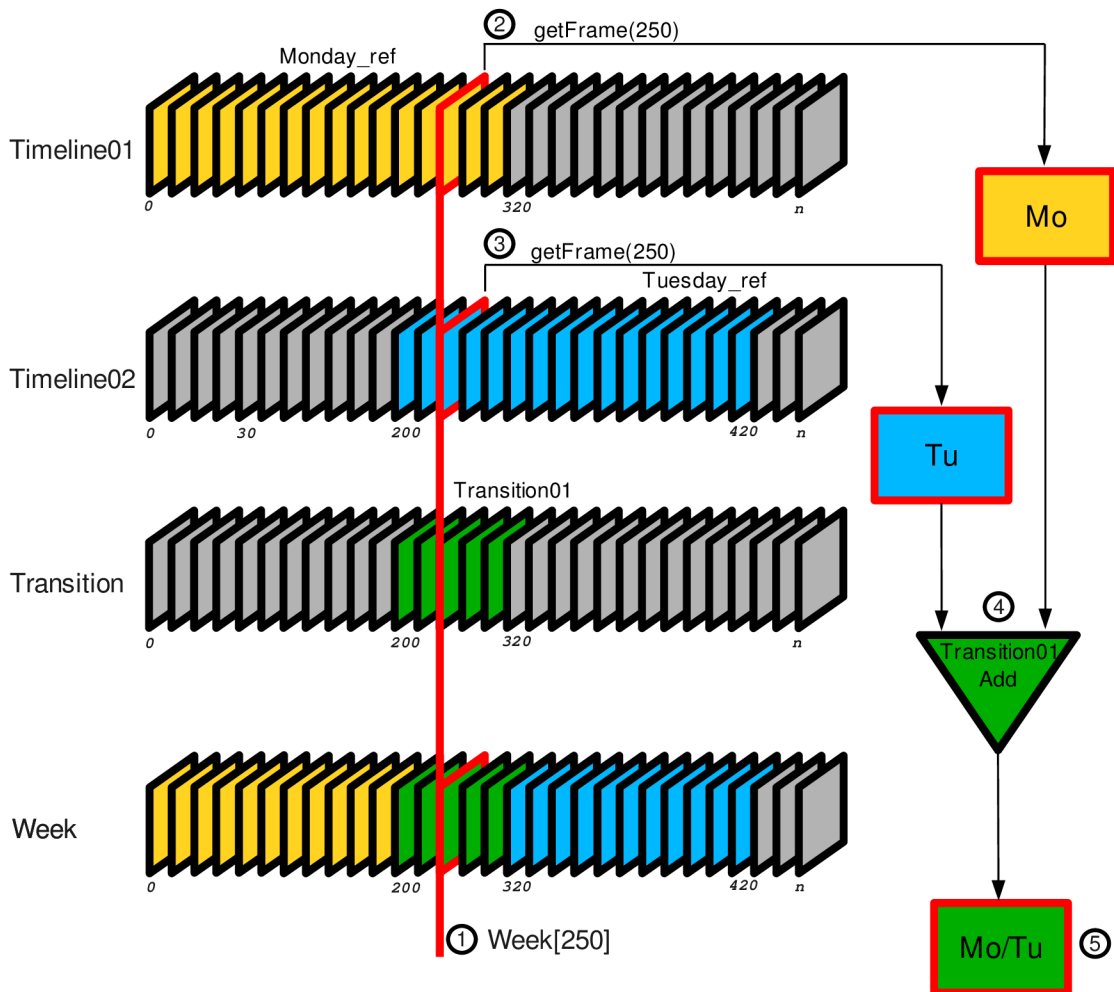 2 getFrame(250)
Monday_ref
Timeline01
0 320 n
Mo
3 getFrame(250)
Tuesday_ref
Timeline02
0 30 200 420 n
Tu
Transition01
Transition
0 200 320 n
4
Transition01
Add
Week
0 200 320 420 n
1 Week[250]
Mo/Tu 5